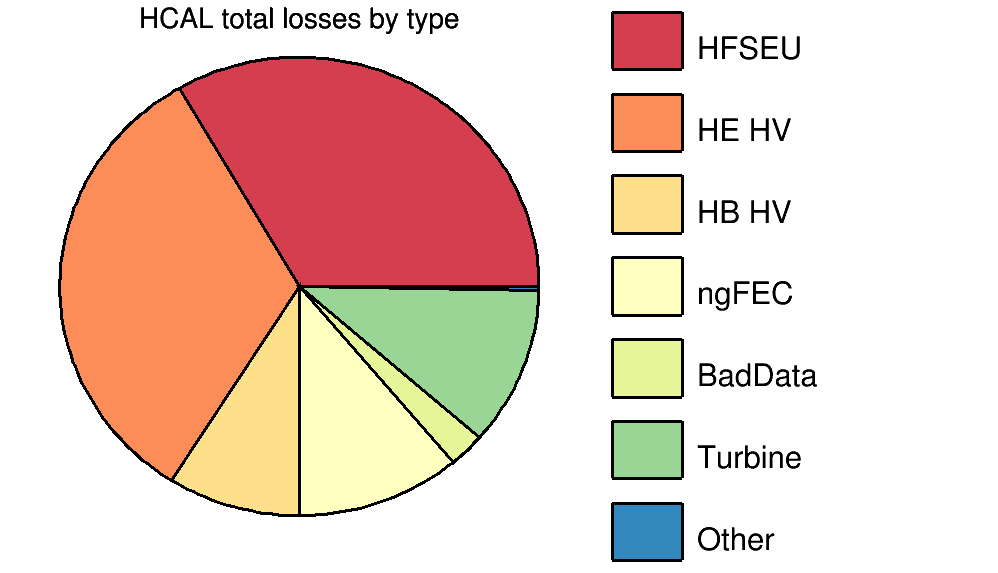 HCAL total losses by type
HFSEU
HE HV
HB HV
ngFEC
BadData
Turbine
Other